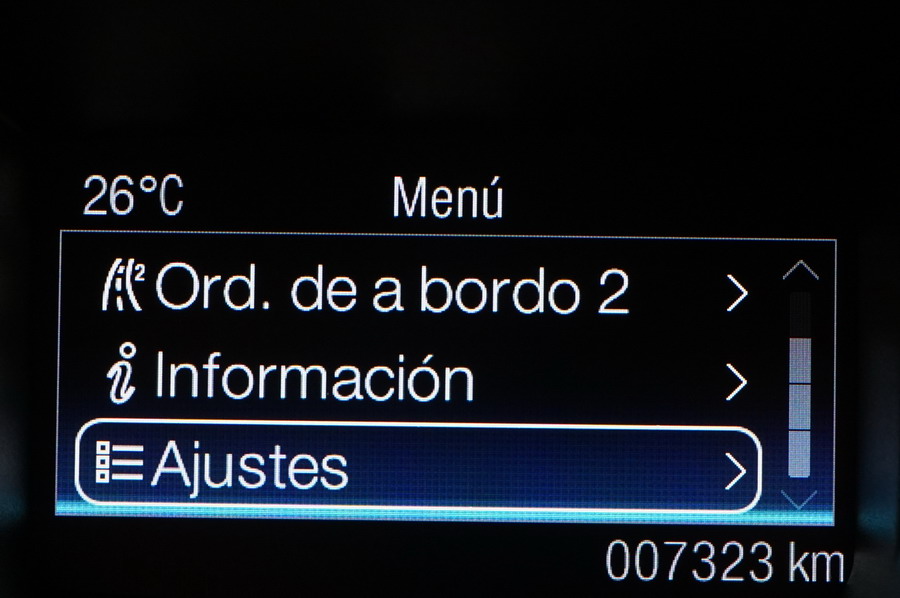 26°C Menú
Ord. de a bordo 2
Información
Ajustes
007323 km